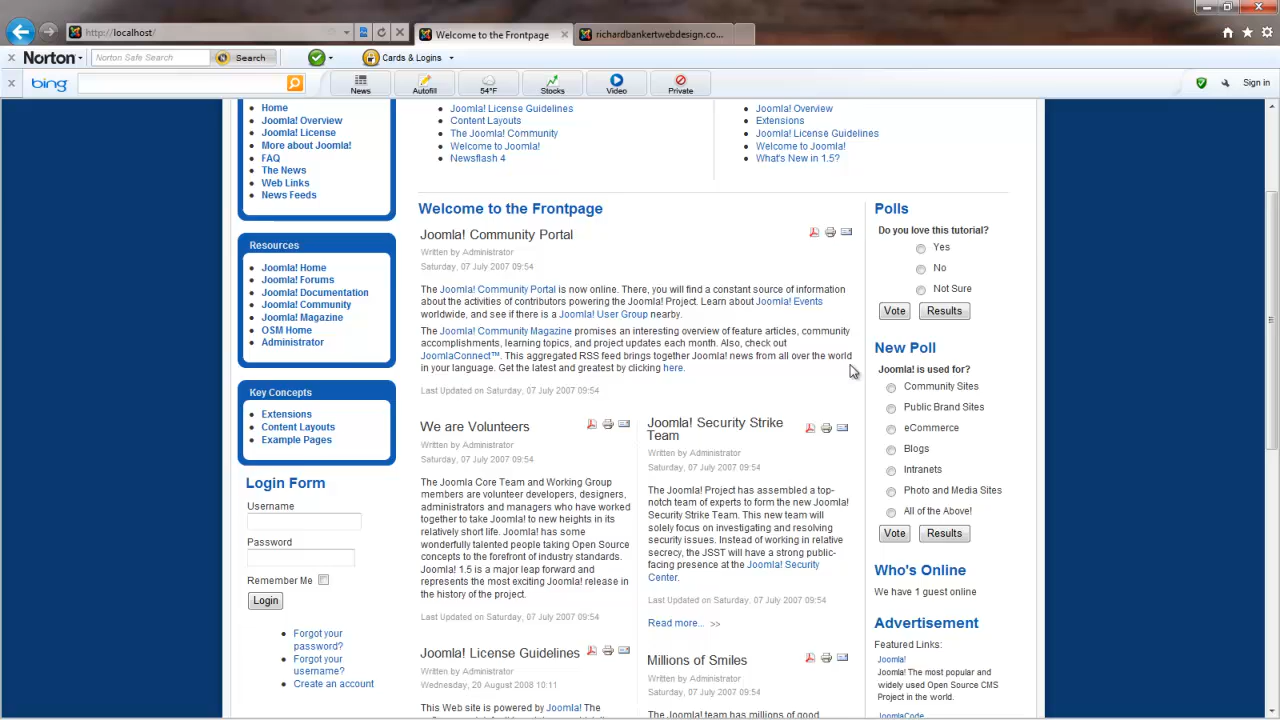 http://localhost/
Welcome to the Frontpage
richardbankertwebdesign.co...
Norton
Norton Safe Search
Search
Cards & Logins
bing
News
Autofill
54°F
Stocks
Video
Private
Sign in
Home
Joomla! Overview
Joomla! License
More about Joomla!
FAQ
The News
Web Links
News Feeds
Resources
Joomla! Home
Joomla! Forums
Joomla! Documentation
Joomla! Community
Joomla! Magazine
OSM Home
Administrator
Key Concepts
Extensions
Content Layouts
Example Pages
Login Form
Username
Password
Remember Me
Login
Forgot your
password?
Forgot your
username?
Create an account
Joomla! License Guidelines
Content Layouts
The Joomla! Community
Welcome to Joomla!
Newsflash 4
Joomla! Overview
Extensions
Joomla! License Guidelines
Welcome to Joomla!
What's New in 1.5?
Welcome to the Frontpage
Joomla! Community Portal
Written by Administrator
Saturday, 07 July 2007 09:54
The Joomla! Community Portal is now online. There, you will find a constant source of information
about the activities of contributors powering the Joomla! Project. Learn about Joomla! Events
worldwide, and see if there is a Joomla! User Group nearby.
The Joomla! Community Magazine promises an interesting overview of feature articles, community
accomplishments, learning topics, and project updates each month. Also, check out
JoomlaConnect™. This aggregated RSS feed brings together Joomla! news from all over the world
in your language. Get the latest and greatest by clicking here.
Last Updated on Saturday, 07 July 2007 09:54
We are Volunteers
Written by Administrator
Saturday, 07 July 2007 09:54
The Joomla Core Team and Working Group
members are volunteer developers, designers,
administrators and managers who have worked
together to take Joomla! to new heights in its
relatively short life. Joomla! has some
wonderfully talented people taking Open Source
concepts to the forefront of industry standards.
Joomla! 1.5 is a major leap forward and
represents the most exciting Joomla! release in
the history of the project.
Last Updated on Saturday, 07 July 2007 09:54
Joomla! Security Strike
Team
Written by Administrator
Saturday, 07 July 2007 09:54
The Joomla! Project has assembled a top-
notch team of experts to form the new Joomla!
Security Strike Team. This new team will
solely focus on investigating and resolving
security issues. Instead of working in relative
secrecy, the JSST will have a strong public-
facing presence at the Joomla! Security
Center.
Last Updated on Saturday, 07 July 2007 09:54
Read more... >>
Joomla! License Guidelines
Written by Administrator
Wednesday, 20 August 2008 10:11
This Web site is powered by Joomla! The
Millions of Smiles
Written by Administrator
Saturday, 07 July 2007 09:54
The Joomla! team has millions of good
Polls
Do you love this tutorial?
Yes
No
Not Sure
Vote
Results
New Poll
Joomla! is used for?
Community Sites
Public Brand Sites
eCommerce
Blogs
Intranets
Photo and Media Sites
All of the Above!
Vote
Results
Who's Online
We have 1 guest online
Advertisement
Featured Links:
Joomla!
Joomla! The most popular and
widely used Open Source CMS
Project in the world.
JoomlaCode